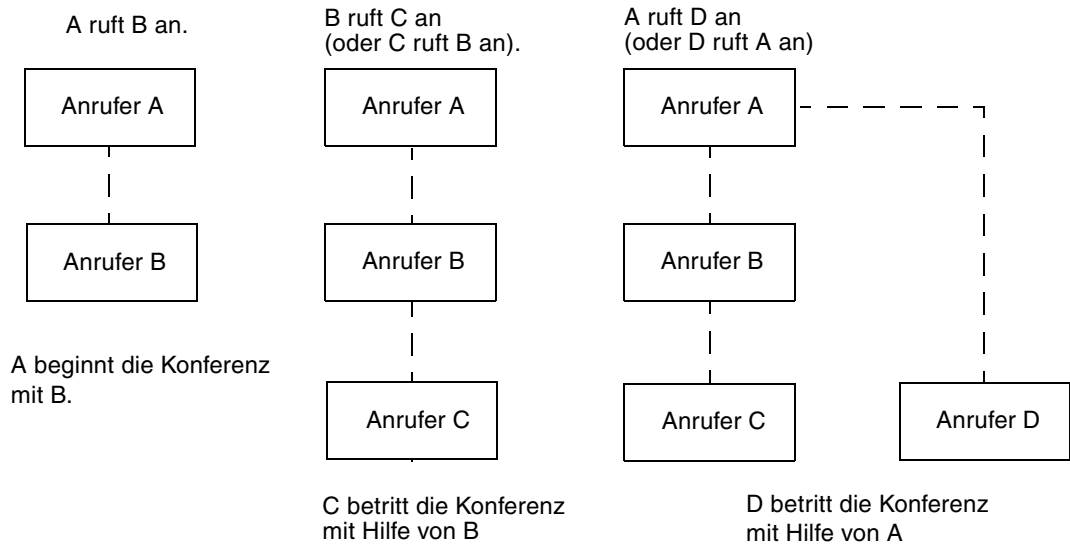 A ruft B an.
Anrufer A
Anrufer B
A beginnt die Konferenz
mit B.
B ruft C an
(oder C ruft B an).
Anrufer A
Anrufer B
Anrufer C
C betritt die Konferenz
mit Hilfe von B
A ruft D an
(oder D ruft A an)
Anrufer A
Anrufer B
Anrufer C
Anrufer D
D betritt die Konferenz
mit Hilfe von A